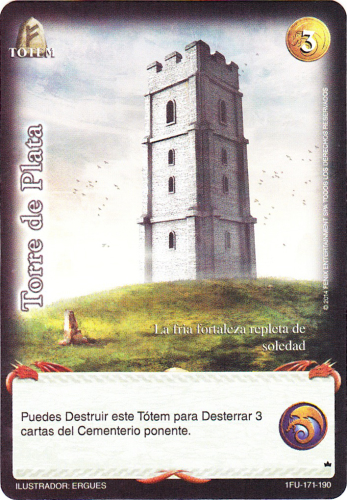 TÓTEM
3
Torre de Plata
© 2014 FENIX ENTERTAINMENT SPA TODOS LOS DERECHOS RESERVADOS
La fría fortaleza repleta de
soledad
Puedes Destruir este Tótem para Desterrar 3
cartas del Cementerio ponente.
ILUSTRADOR: ERGUES
1FU-171-190